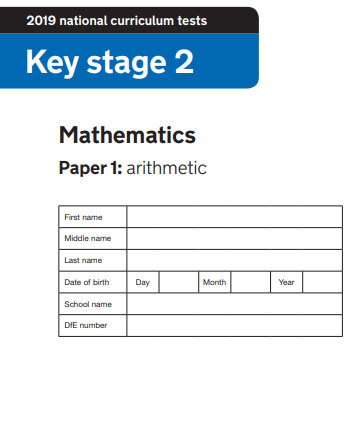 2019 national curriculum tests
Key stage 2
Mathematics
Paper 1: arithmetic
First name
Middle name
Last name
Date of birth Day Month Year
School name
DfE number